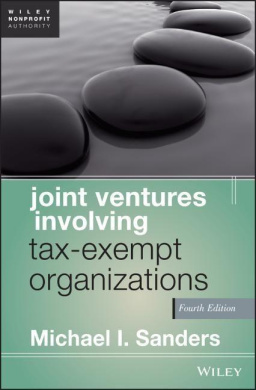 WILEY
NONPROFIT
AUTHORITY
joint ventures
involving
tax-exempt
organizations
Fourth Edition
Michael I. Sanders
WILEY